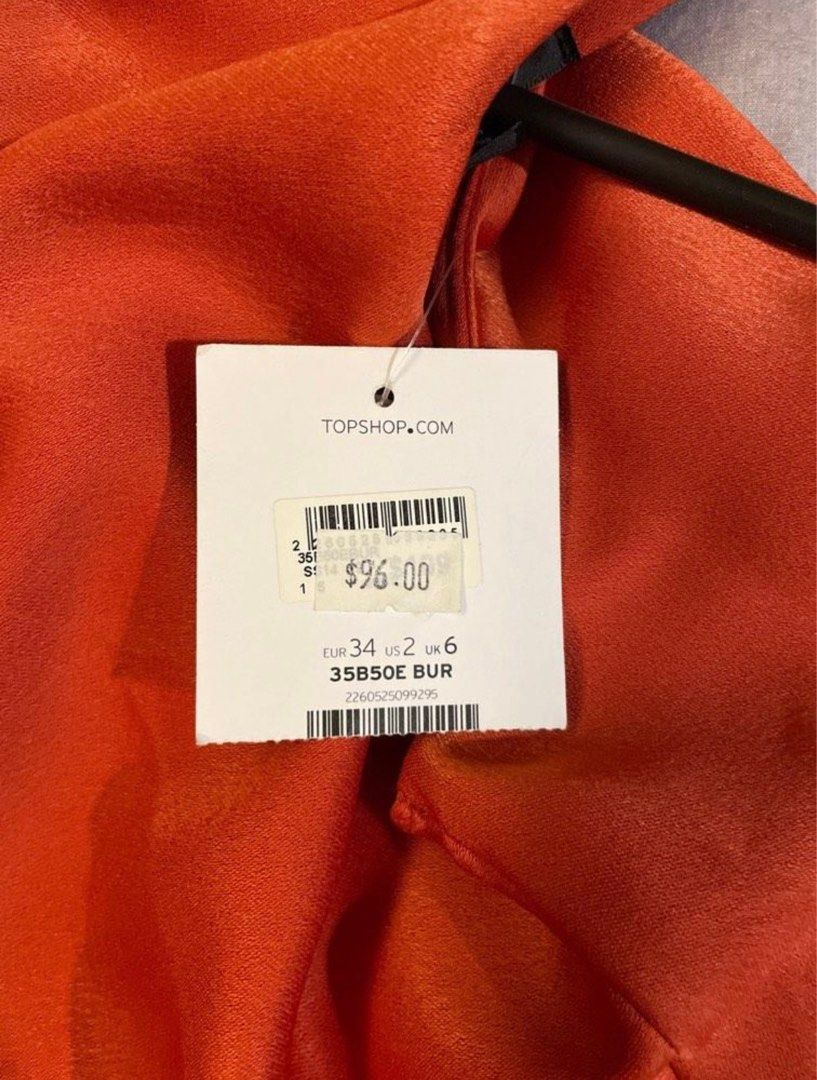 TOPSHOP.COM
$96.00
EUR 34 US 2 UK 6
35B50E BUR
2260525099295